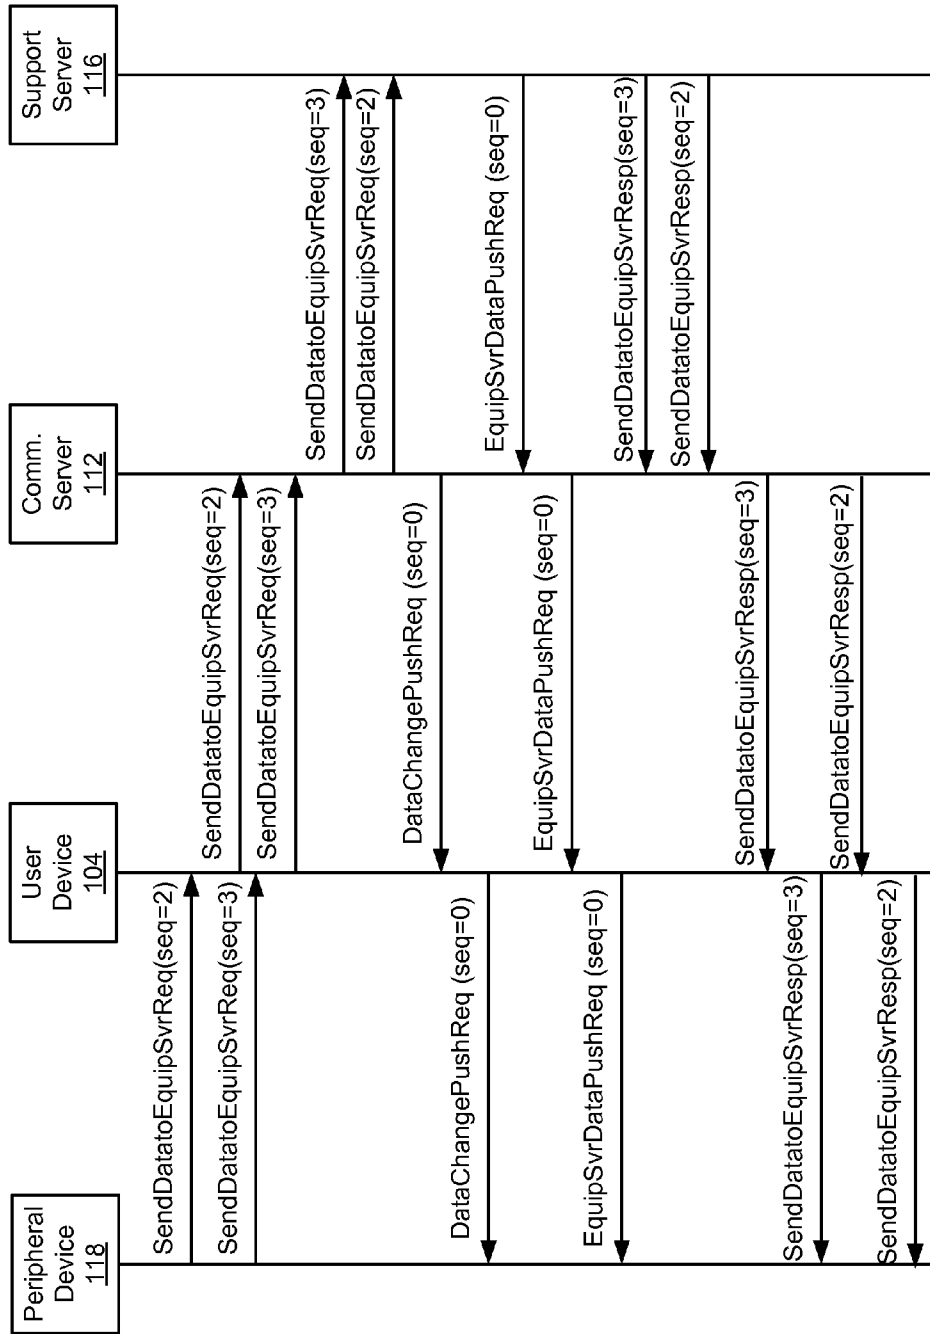 Peripheral
Device
118
User
Device
104
Comm.
Server
112
Support
Server
116
SendDatatoEquipSvrReq(seq=2)
SendDatatoEquipSvrReq(seq=2)
SendDatatoEquipSvrReq(seq=3)
SendDatatoEquipSvrReq(seq=3)
SendDatatoEquipSvrReq(seq=3)
SendDatatoEquipSvrReq(seq=2)
DataChangePushReq (seq=0)
DataChangePushReq (seq=0)
EquipSvrDataPushReq (seq=0)
EquipSvrDataPushReq (seq=0)
EquipSvrDataPushReq (seq=0)
SendDatatoEquipSvrResp(seq=3)
SendDatatoEquipSvrResp(seq=2)
SendDatatoEquipSvrResp(seq=3)
SendDatatoEquipSvrResp(seq=3)
SendDatatoEquipSvrResp(seq=2)
SendDatatoEquipSvrResp(seq=2)